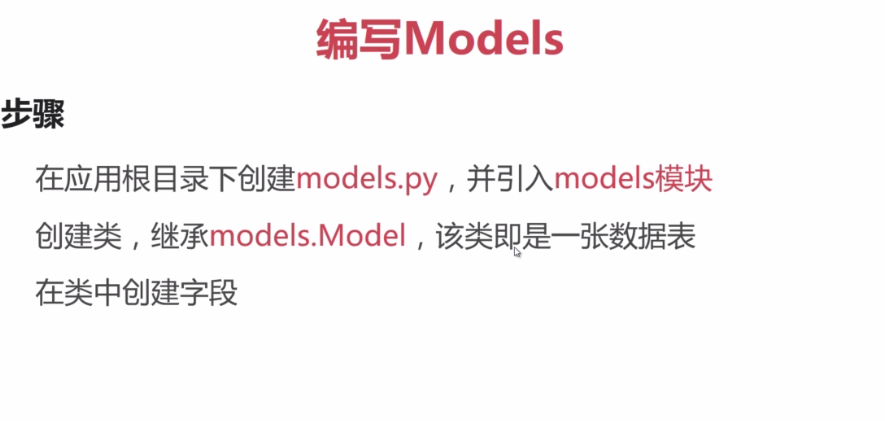 编写Models
步骤
在应用根目录下创建models.py，并引入models模块
创建类，继承models.Model，该类即是一张数据表
在类中创建字段